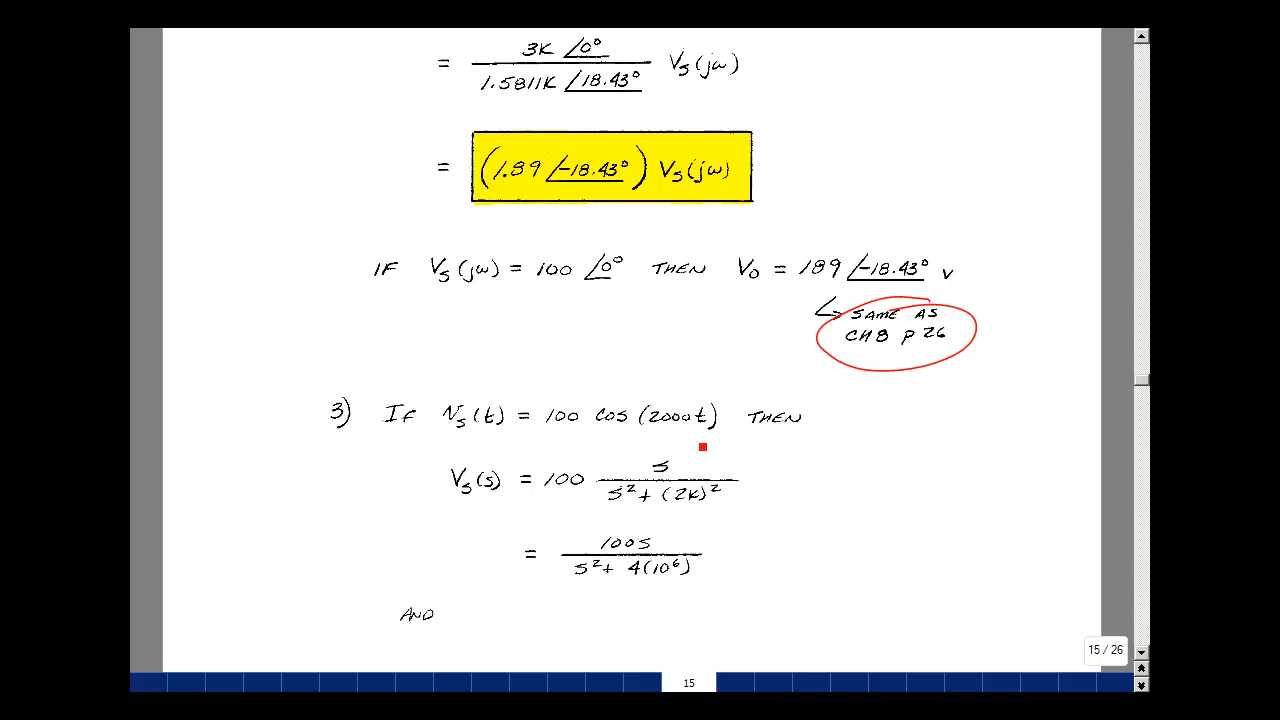 = 3K ∠0° / 1.5811K ∠18.43° Vs(jω)
= (1.89 ∠-18.43°) Vs(jω)
IF Vs(jω) = 100 ∠0° THEN Vo = 189 ∠-18.43° V
↳ SAME AS
CH8 P 26
3) IF Vs(t) = 100 COS (2000t) THEN
Vs(s) = 100 s / s² + (2K)²
= 100s / s² + 4(10⁶)
AND
15 / 26
15